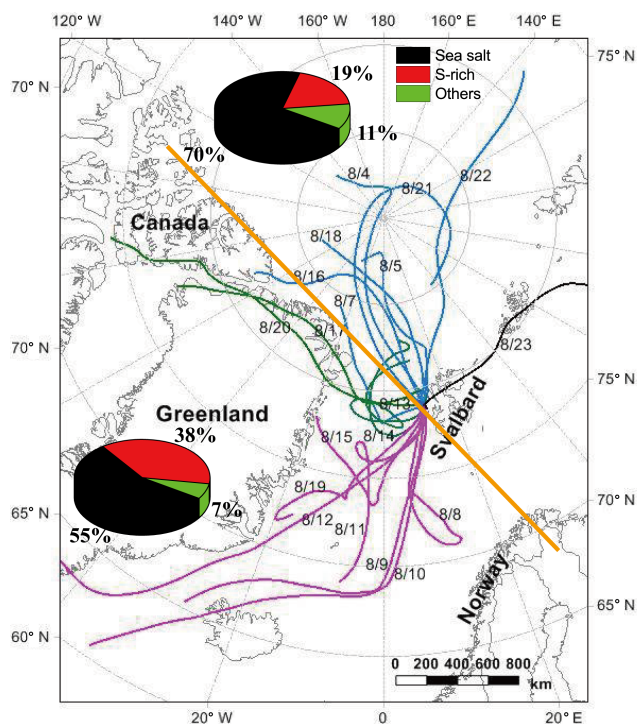 120° W 140° W 160° W 180 160° E 140° E
75° N
70° N
Sea salt
S-rich
Others
19%
11%
70%
8/4
8/21
8/22
Canada
8/18
8/5
8/16
8/7
8/20
8/17
8/23
70° N
75° N
8/13
Svalbard
Greenland
8/14
8/15
38%
7%
55%
8/19
8/12
8/11
8/8
8/9
8/10
65° N
70° N
Norway
60° N
65° N
0 200 400 600 800
km
20° W 0 20° E